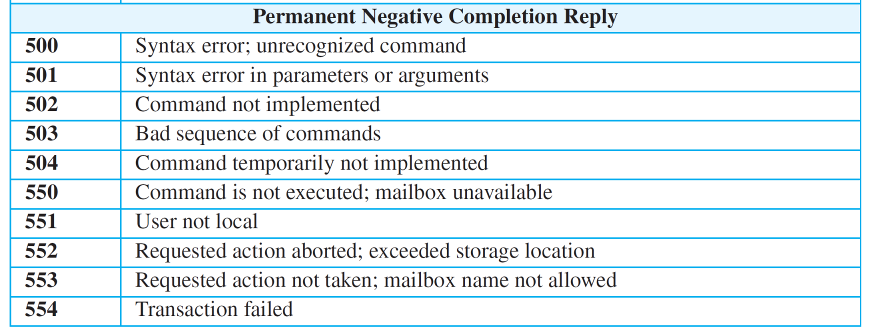 Permanent Negative Completion Reply
500 Syntax error; unrecognized command
501 Syntax error in parameters or arguments
502 Command not implemented
503 Bad sequence of commands
504 Command temporarily not implemented
550 Command is not executed; mailbox unavailable
551 User not local
552 Requested action aborted; exceeded storage location
553 Requested action not taken; mailbox name not allowed
554 Transaction failed